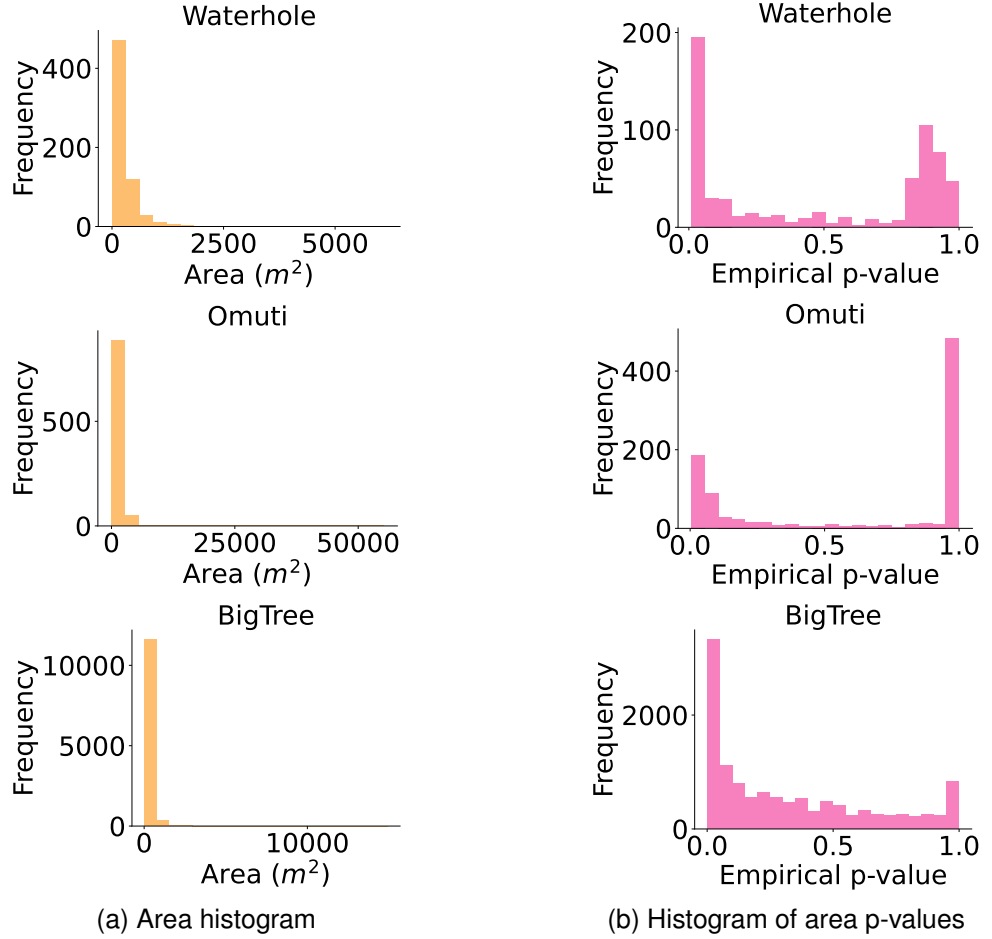 Waterhole
Frequency
400
200
0
0 2500 5000
Area (m²)
Omuti
Frequency
500
0
0 25000 50000
Area (m²)
BigTree
Frequency
10000
5000
0
0 10000
Area (m²)
(a) Area histogram
Waterhole
Frequency
200
100
0
0.0 0.5 1.0
Empirical p-value
Omuti
Frequency
400
200
0
0.0 0.5 1.0
Empirical p-value
BigTree
Frequency
2000
0
0.0 0.5 1.0
Empirical p-value
(b) Histogram of area p-values